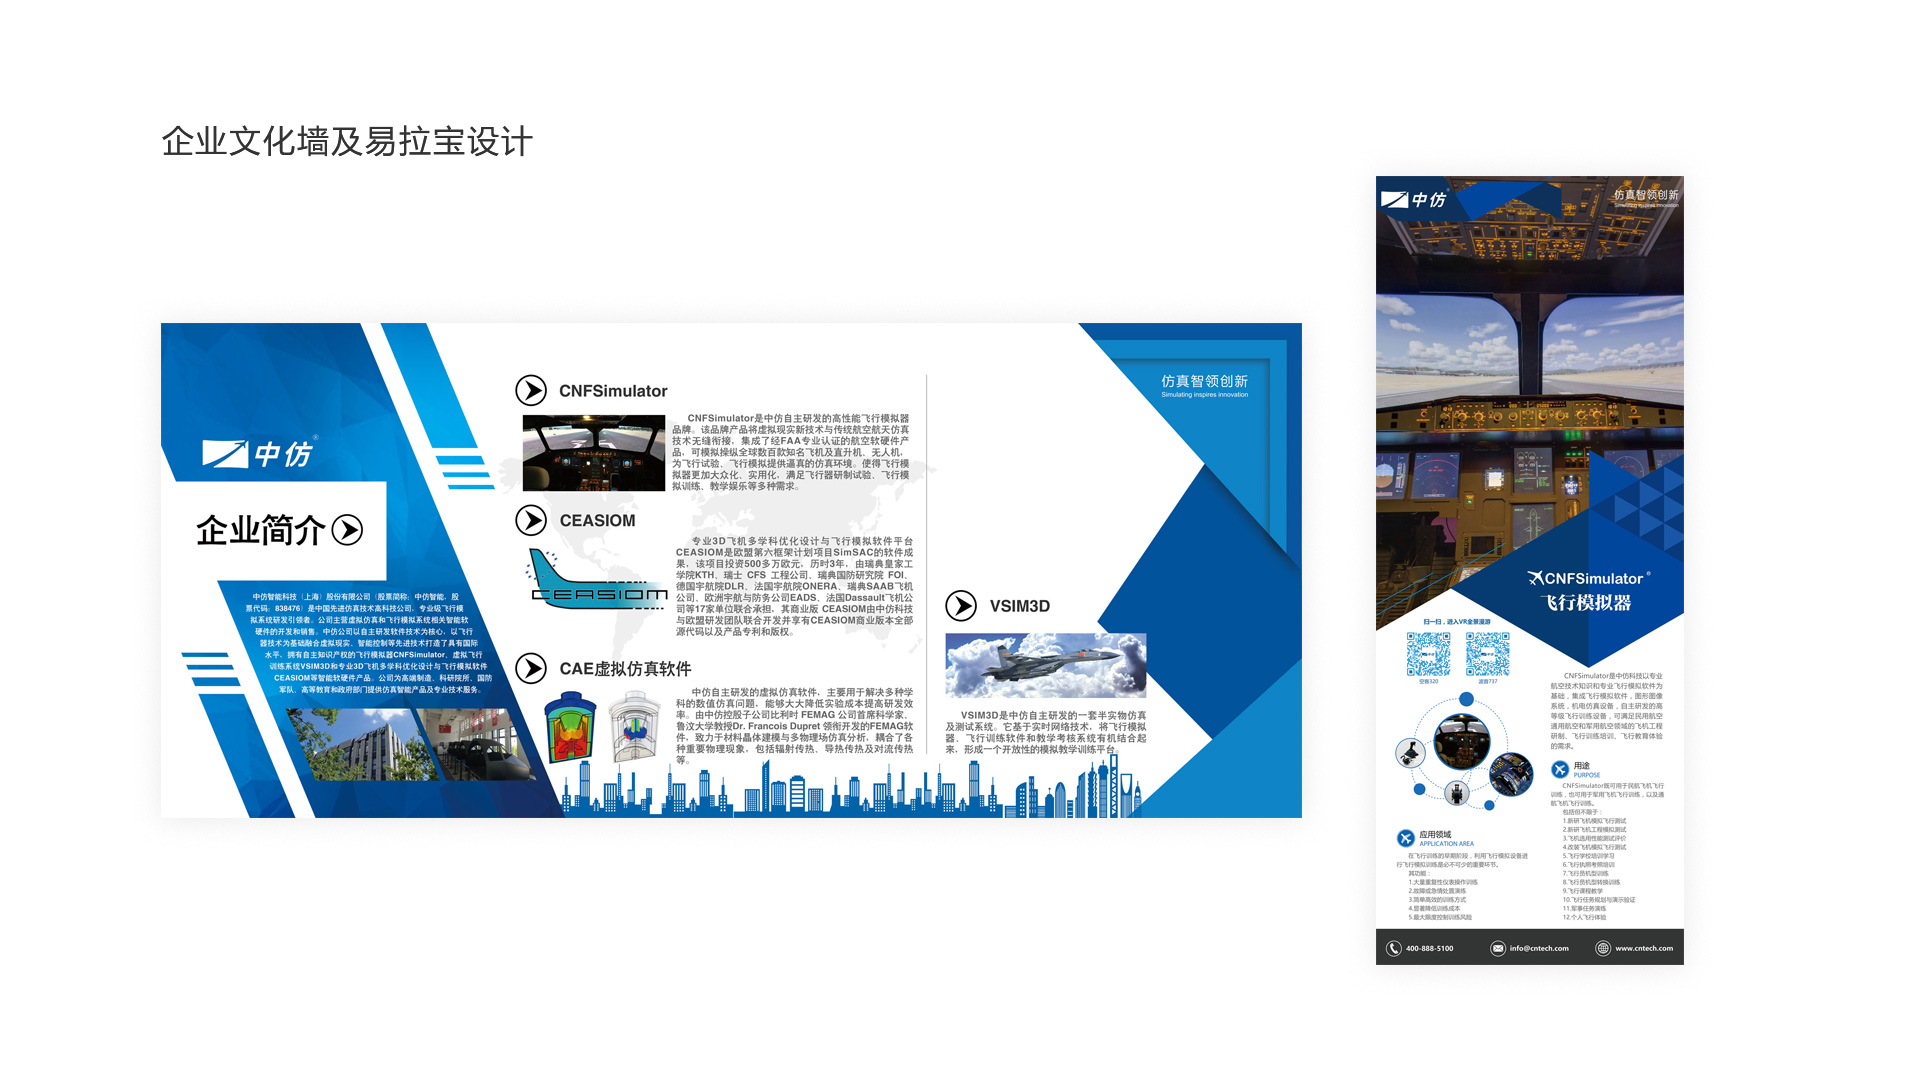 企业文化墙及易拉宝设计
中仿®
企业简介
中仿智能科技（上海）股份有限公司（股票简称：中仿智能，股
票代码：838476）是中国先进仿真技术高科技公司，专业级飞行模
拟系统研发引领者。公司主营虚拟仿真和飞行模拟系统相关智能软
硬件的开发和销售。中仿公司以自主研发软件技术为核心，以飞行
器技术为基础融合虚拟现实、智能控制等先进技术打造了具有国际
水平，拥有自主知识产权的飞行模拟器CNFSimulator、虚拟飞行
训练系统VSIM3D和专业3D飞机多学科优化设计与飞行模拟软件
CEASIOM等智能软硬件产品。公司为高端制造、科研院所、国防
军队、高等教育和政府部门提供仿真智能产品及专业技术服务。
CNFSimulator
CNFSimulator是中仿自主研发的高性能飞行模拟器
品牌。该品牌产品将虚拟现实新技术与传统航空航天仿真
技术无缝衔接，集成了经FAA专业认证的航空软硬件产
品，可模拟操纵全球数百款知名飞机及直升机、无人机，
为飞行试验、飞行模拟提供逼真的仿真环境。使得飞行模
拟器更加大众化、实用化，满足飞行器研制试验、飞行模
拟训练、教学娱乐等多种需求。
CEASIOM
CEASIOM
专业3D飞机多学科优化设计与飞行模拟软件平台
CEASIOM是欧盟第六框架计划项目SimSAC的软件成
果，该项目投资500多万欧元，历时3年，由瑞典皇家工
学院KTH、瑞士 CFS 工程公司、瑞典国防研究院 FOI、
德国宇航院DLR、法国宇航院ONERA、瑞典SAAB飞机
公司、欧洲宇航与防务公司EADS、法国Dassault飞机公
司等17家单位联合承担，其商业版 CEASIOM由中仿科技
与欧盟研发团队联合开发并享有CEASIOM商业版本全部
源代码以及产品专利和版权。
CAE虚拟仿真软件
中仿自主研发的虚拟仿真软件，主要用于解决多种学
科的数值仿真问题，能够大大降低实验成本提高研发效
率。由中仿控股子公司比利时 FEMAG 公司首席科学家、
鲁汶大学教授Dr. Francois Dupret 领衔开发的FEMAG软
件，致力于材料晶体建模与多物理场仿真分析，耦合了各
种重要物理现象，包括辐射传热、导热传热及对流传热
等。
VSIM3D
VSIM3D是中仿自主研发的一套半实物仿真
及测试系统。它基于实时网络技术，将飞行模拟
器、飞行训练软件和教学考核系统有机结合起
来，形成一个开放性的模拟教学训练平台。
仿真智领创新
Simulating inspires innovation
中仿®
仿真智领创新
Simulating inspires innovation
CNFSimulator®
飞行模拟器
扫一扫，进入VR全景漫游
空客320
波音737
CNFSimulator是中仿科技以专业
航空技术知识和专业飞行模拟软件为
基础，集成飞行模拟软件，图形图像
系统，机电仿真设备，自主研发的高
等级飞行训练设备，可满足民用航空
通用航空和军用航空领域的飞机工程
研制、飞行训练培训、飞行教育体验
的需求。
用途
PURPOSE
CNFSimulator既可用于民航飞机飞行
训练，也可用于军用飞机飞行训练，以及通
航飞机飞行训练。
包括但不限于：
1.新研飞机模拟飞行测试
2.新研飞机工程模拟测试
3.飞机选用性能测试评价
4.改装飞机模拟飞行测试
5.飞行学校培训学习
6.飞行执照考照培训
7.飞行员机型训练
8.飞行员机型转换训练
9.飞行课程教学
10.飞行任务规划与演示验证
11.军事任务演练
12.个人飞行体验
应用领域
APPLICATION AREA
在飞行训练的早期阶段，利用飞行模拟设备进
行飞行模拟训练是必不可少的重要环节。
其功能：
1.大量重复性仪表操作训练
2.故障或急情处置演练
3.简单高效的训练方式
4.显著降低训练成本
5.最大限度控制训练风险
400-888-5100
info@cntech.com
www.cntech.com